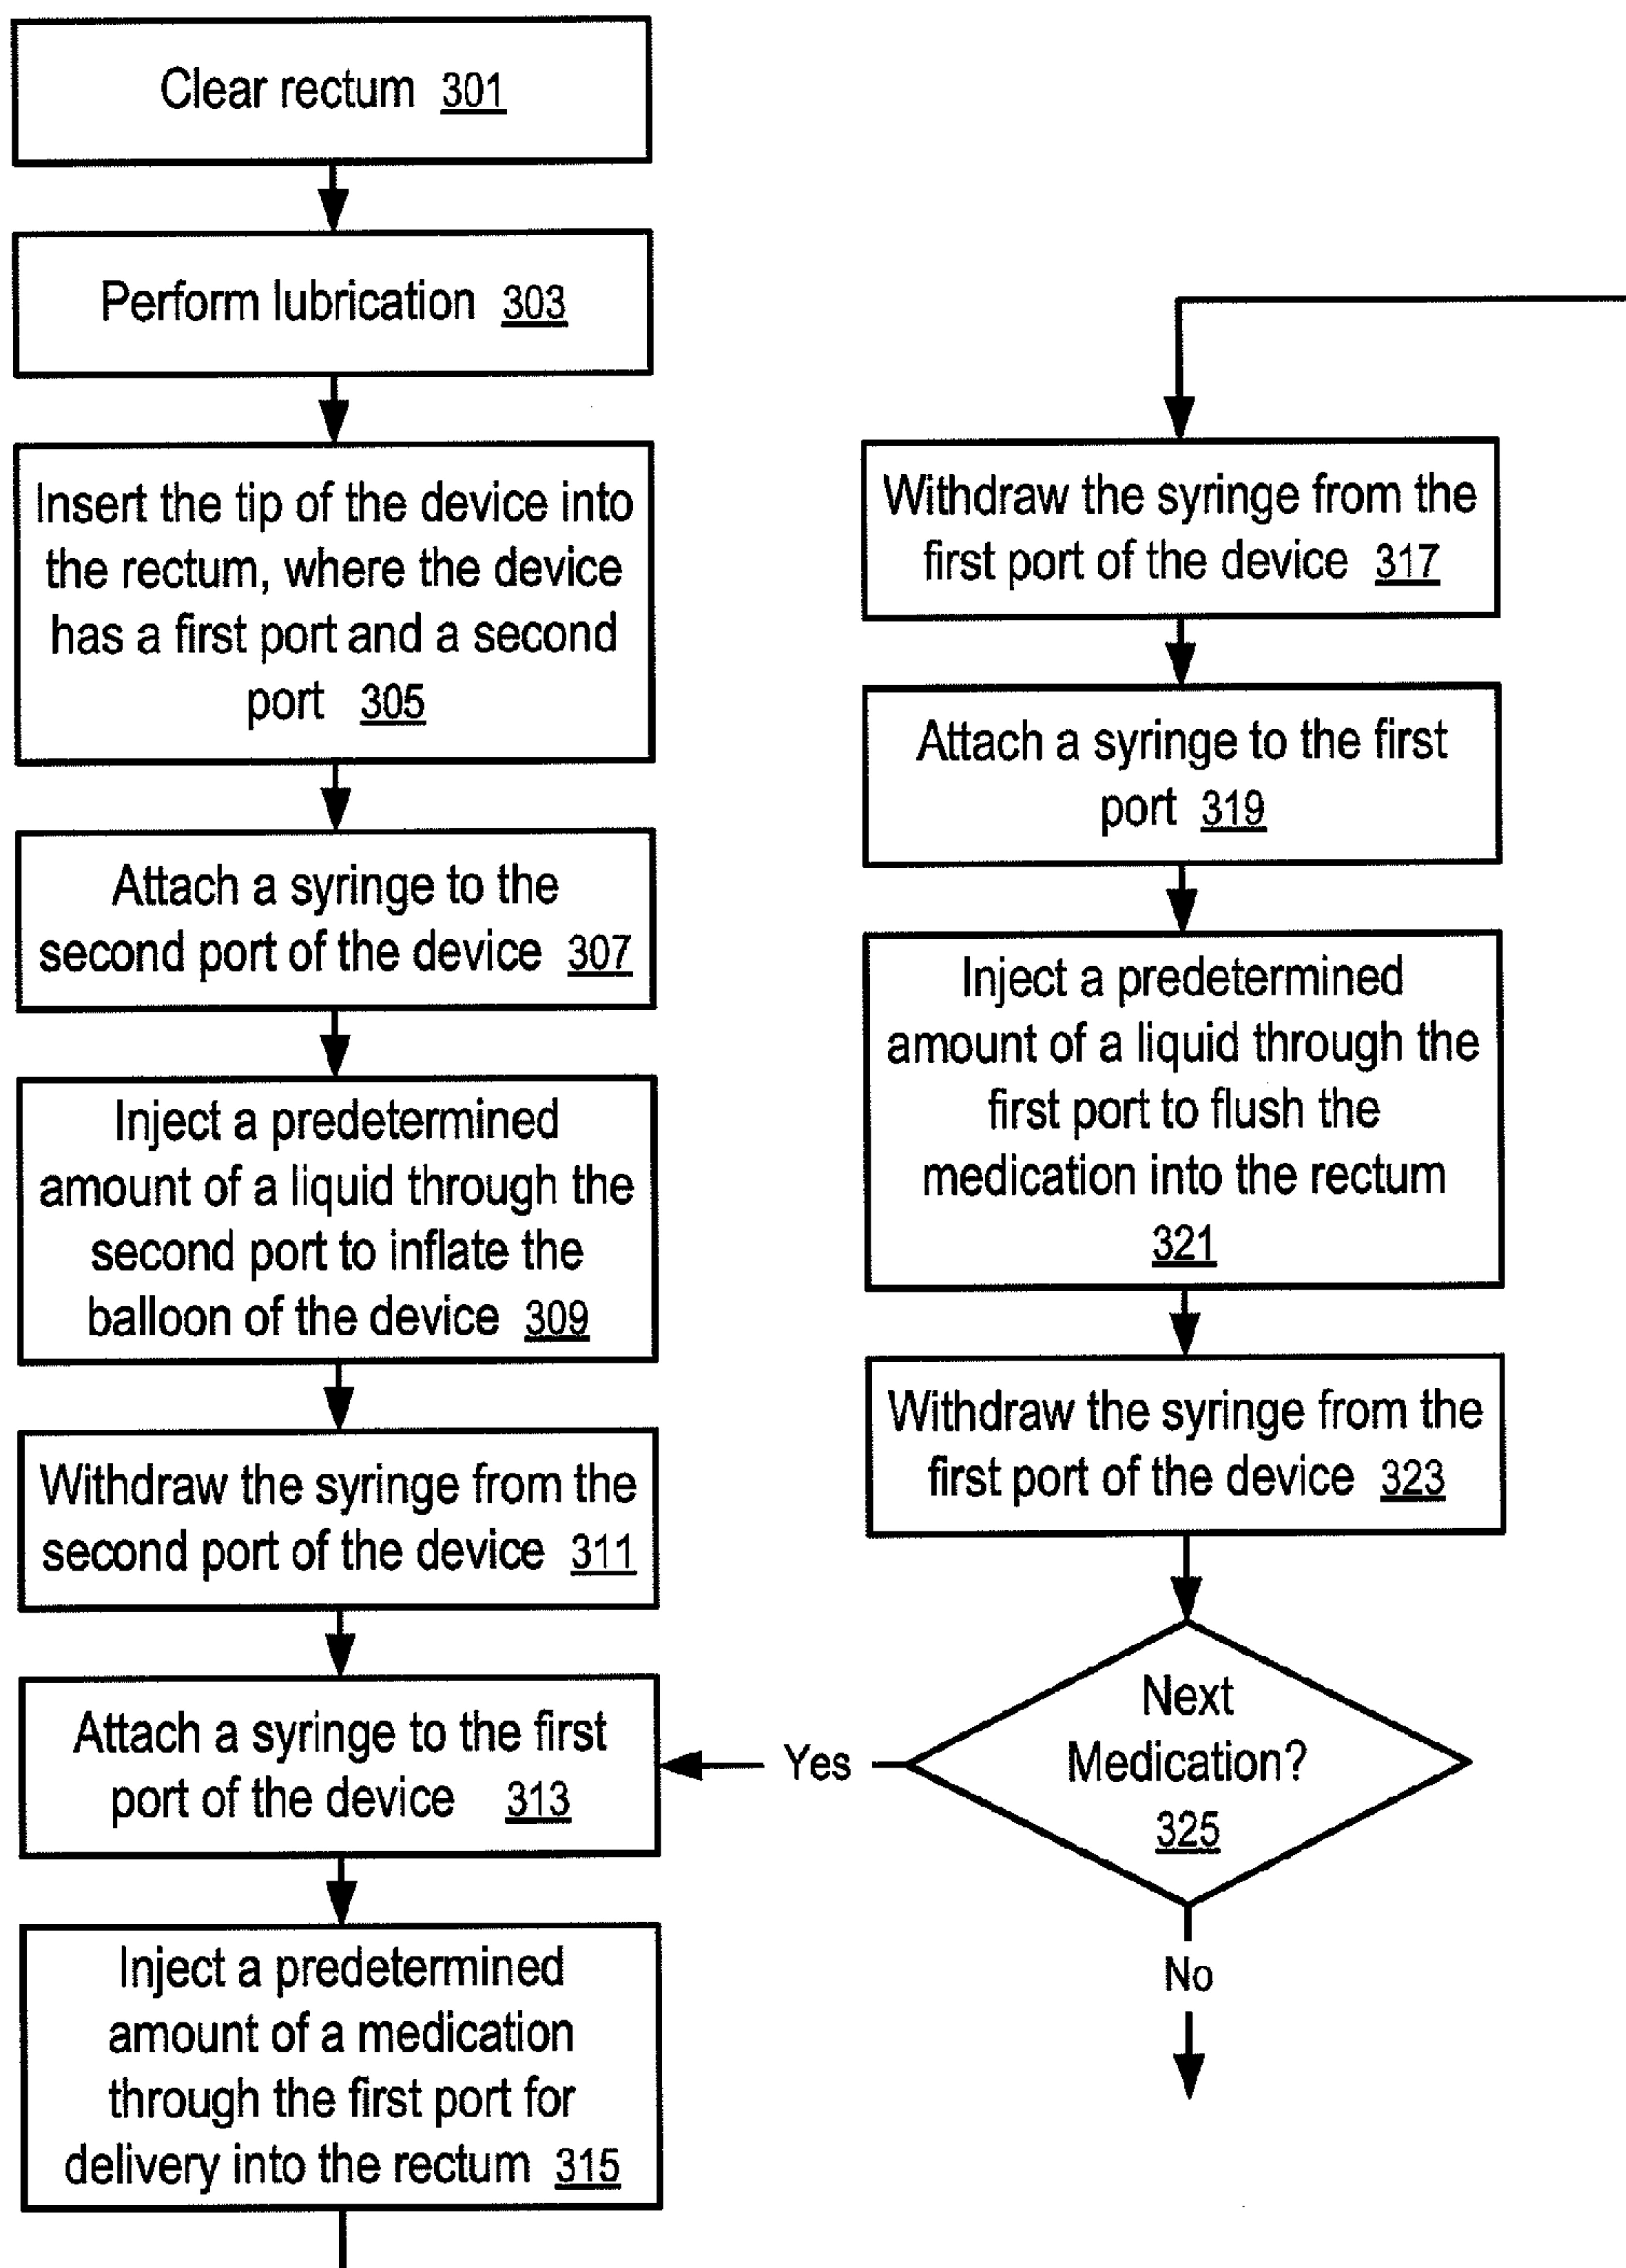 Clear rectum 301
Perform lubrication 303
Insert the tip of the device into
the rectum, where the device
has a first port and a second
port 305
Attach a syringe to the
second port of the device 307
Inject a predetermined
amount of a liquid through the
second port to inflate the
balloon of the device 309
Withdraw the syringe from the
second port of the device 311
Attach a syringe to the first
port of the device 313
Inject a predetermined
amount of a medication
through the first port for
delivery into the rectum 315
Withdraw the syringe from the
first port of the device 317
Attach a syringe to the first
port 319
Inject a predetermined
amount of a liquid through the
first port to flush the
medication into the rectum
321
Withdraw the syringe from the
first port of the device 323
Next
Medication?
325
Yes
No